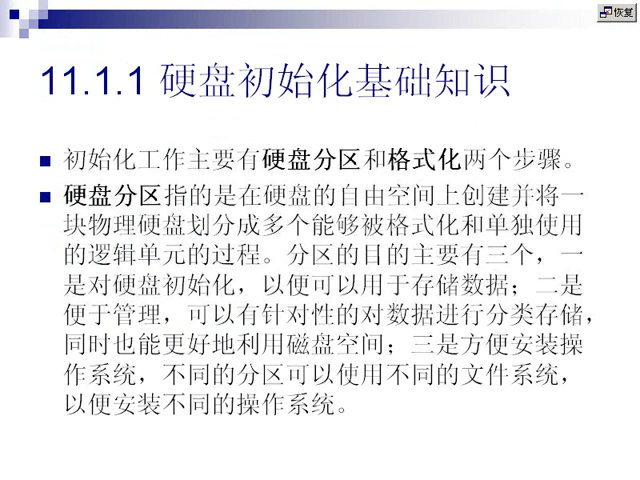 恢复
11.1.1 硬盘初始化基础知识
初始化工作主要有硬盘分区和格式化两个步骤。
硬盘分区指的是在硬盘的自由空间上创建并将一
块物理硬盘划分成多个能够被格式化和单独使用
的逻辑单元的过程。分区的目的主要有三个，一
是对硬盘初始化，以便可以用于存储数据；二是
便于管理，可以有针对性的对数据进行分类存储，
同时也能更好地利用磁盘空间；三是方便安装操
作系统，不同的分区可以使用不同的文件系统，
以便安装不同的操作系统。